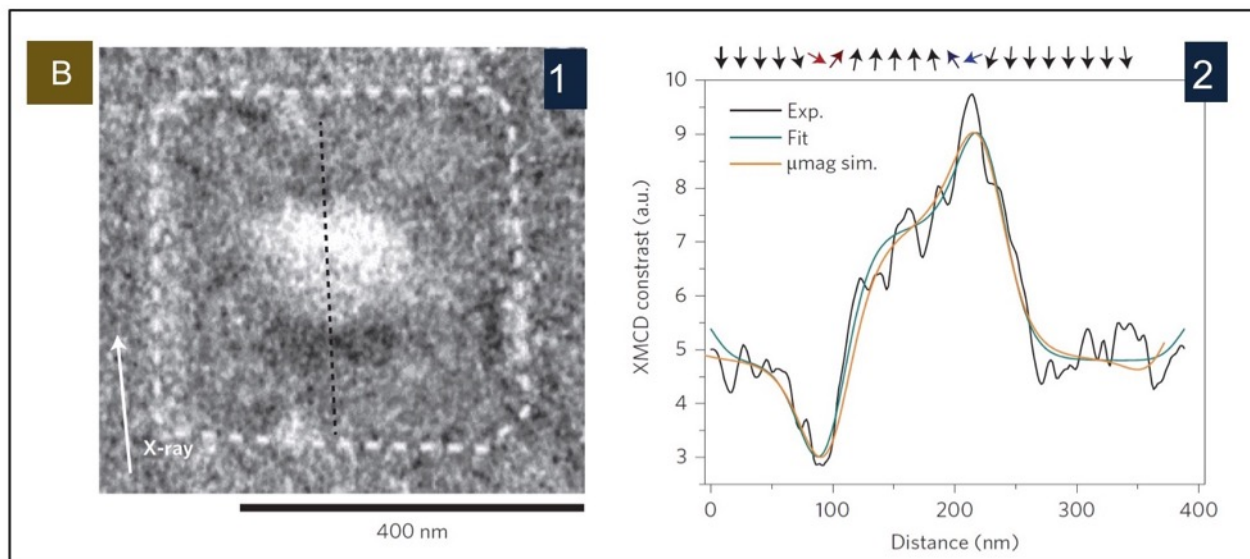 B
1
X-ray
400 nm
2
Exp.
Fit
μmag sim.
10
9
8
7
6
5
4
3
XMCD constrast (a.u.)
0
100
200
300
400
Distance (nm)